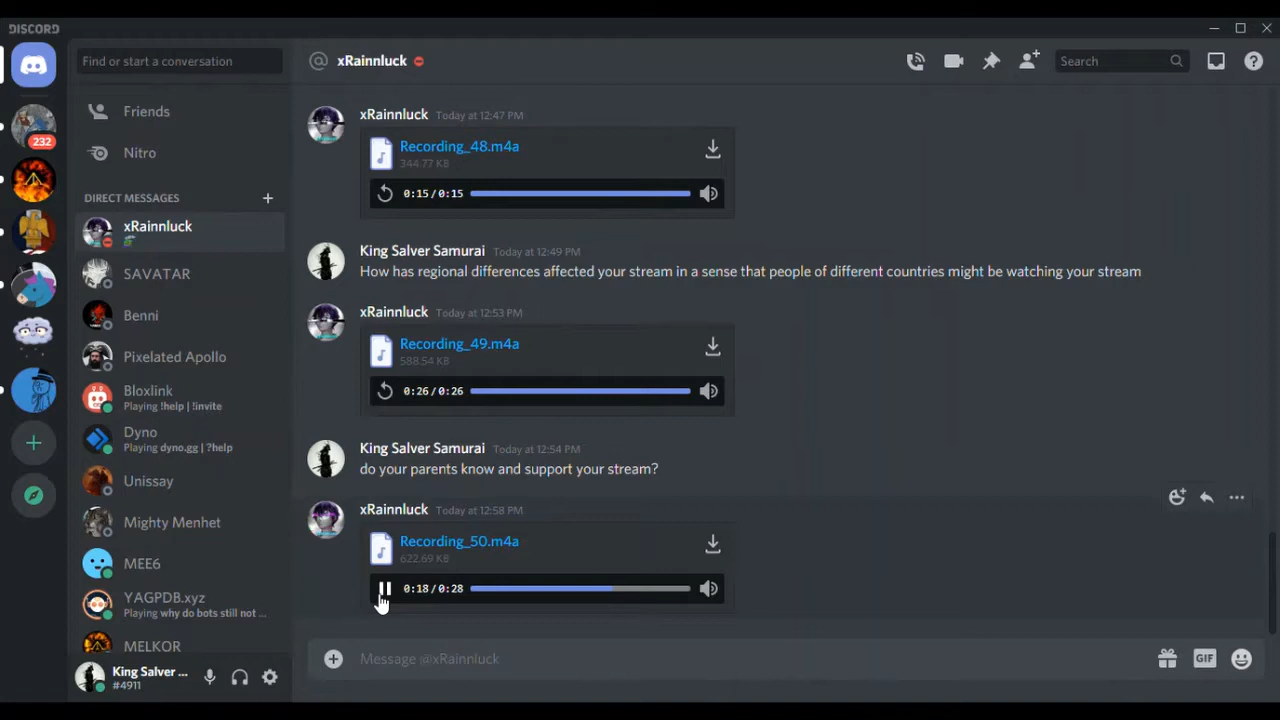 DISCORD
Find or start a conversation
Friends
Nitro
DIRECT MESSAGES
xRainnluck
SAVATAR
Benni
Pixelated Apollo
Bloxlink
Playing !help | !invite
Dyno
Playing dyno.gg | ?help
Unissay
Mighty Menhet
MEE6
YAGPDB.xyz
Playing why do bots still not ...
MELKOR
King Salver ...
#4911
232
@ xRainnluck
Search
xRainnluck Today at 12:47 PM
Recording_48.m4a
344.77 KB
0:15/0:15
King Salver Samurai Today at 12:49 PM
How has regional differences affected your stream in a sense that people of different countries might be watching your stream
xRainnluck Today at 12:53 PM
Recording_49.m4a
588.54 KB
0:26/0:26
King Salver Samurai Today at 12:54 PM
do your parents know and support your stream?
xRainnluck Today at 12:58 PM
Recording_50.m4a
622.69 KB
0:18/0:28
Message @xRainnluck
GIF